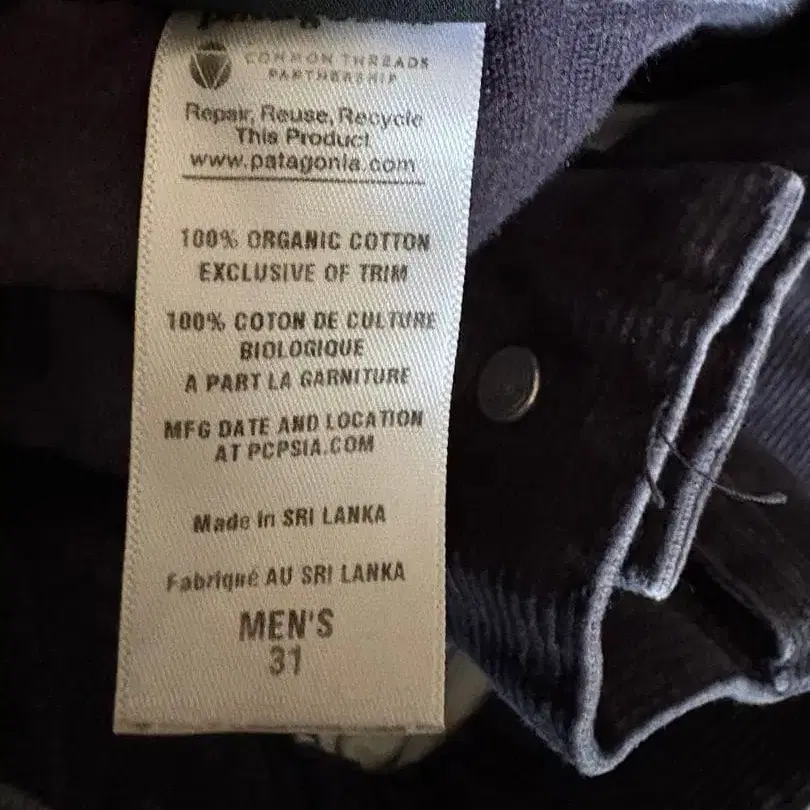 COMMON THREADS
PARTNERSHIP
Repair, Reuse, Recycle
This Product
www.patagonia.com
100% ORGANIC COTTON
EXCLUSIVE OF TRIM
100% COTON DE CULTURE
BIOLOGIQUE
A PART LA GARNITURE
MFG DATE AND LOCATION
AT PCPSIA.COM
Made in SRI LANKA
Fabriqué AU SRI LANKA
MEN'S
31